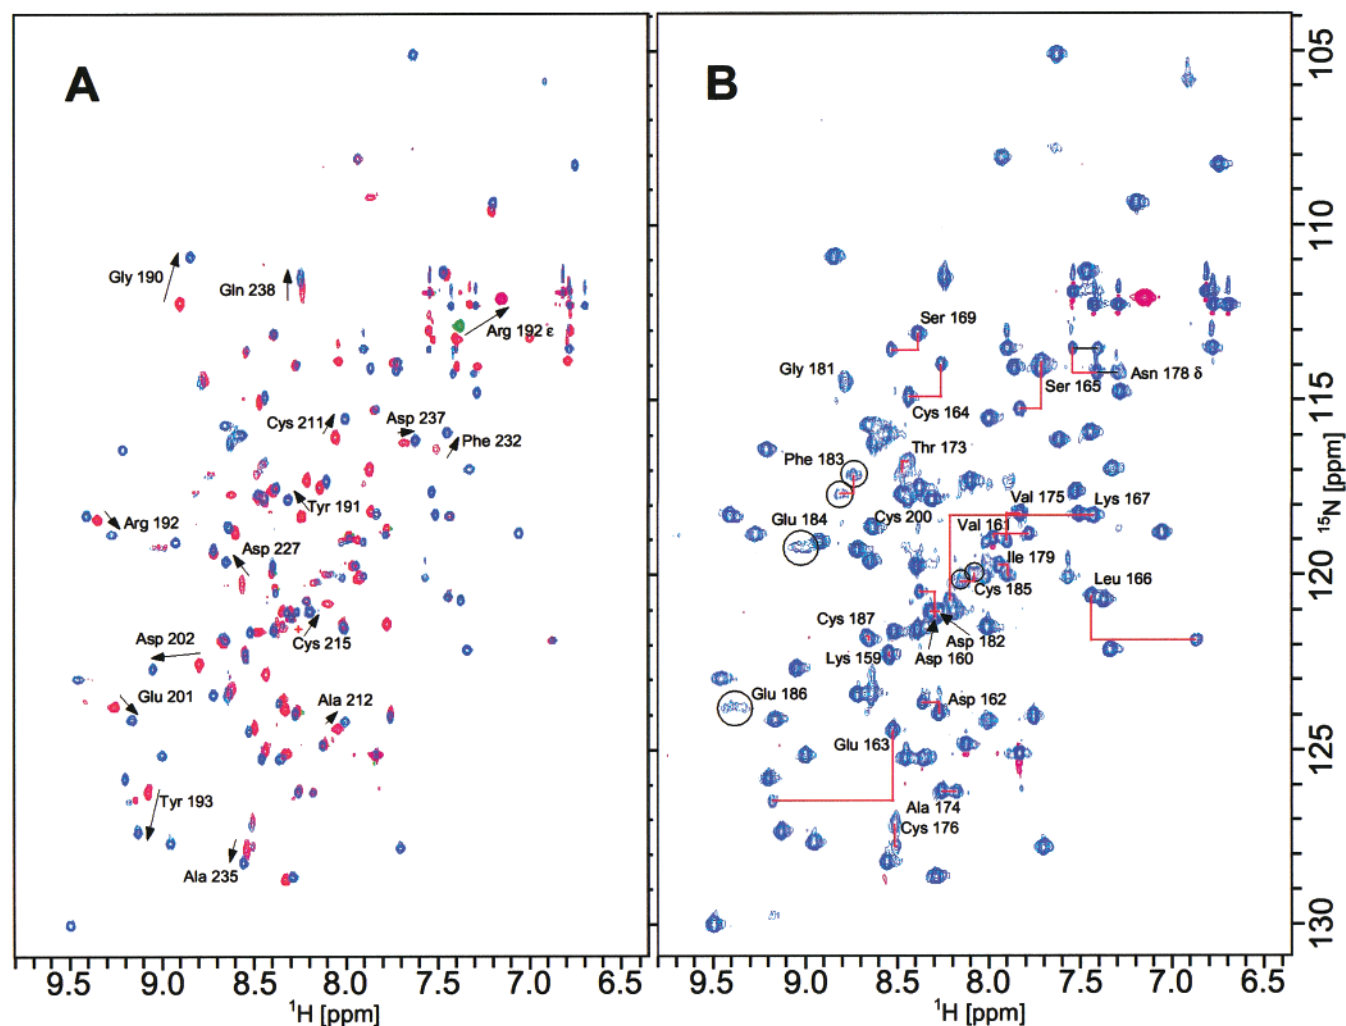 A
B
Gly 190
Gln 238
Arg 192 ε
Cys 211
Asp 237
Phe 232
Tyr 191
Arg 192
Asp 227
Cys 215
Asp 202
Glu 201
Ala 212
Tyr 193
Ala 235
Ser 169
Gly 181
Asn 178 δ
Ser 165
Cys 164
Thr 173
Phe 183
Val 175
Lys 167
Cys 200
Val 161
Glu 184
Ile 179
Cys 185
Leu 166
Cys 187
Asp 182
Asp 160
Lys 159
Glu 186
Asp 162
Glu 163
Ala 174
Cys 176
105
110
115
120
125
130
15N [ppm]
9.5 9.0 8.5 8.0 7.5 7.0 6.5
1H [ppm]
9.5 9.0 8.5 8.0 7.5 7.0 6.5
1H [ppm]